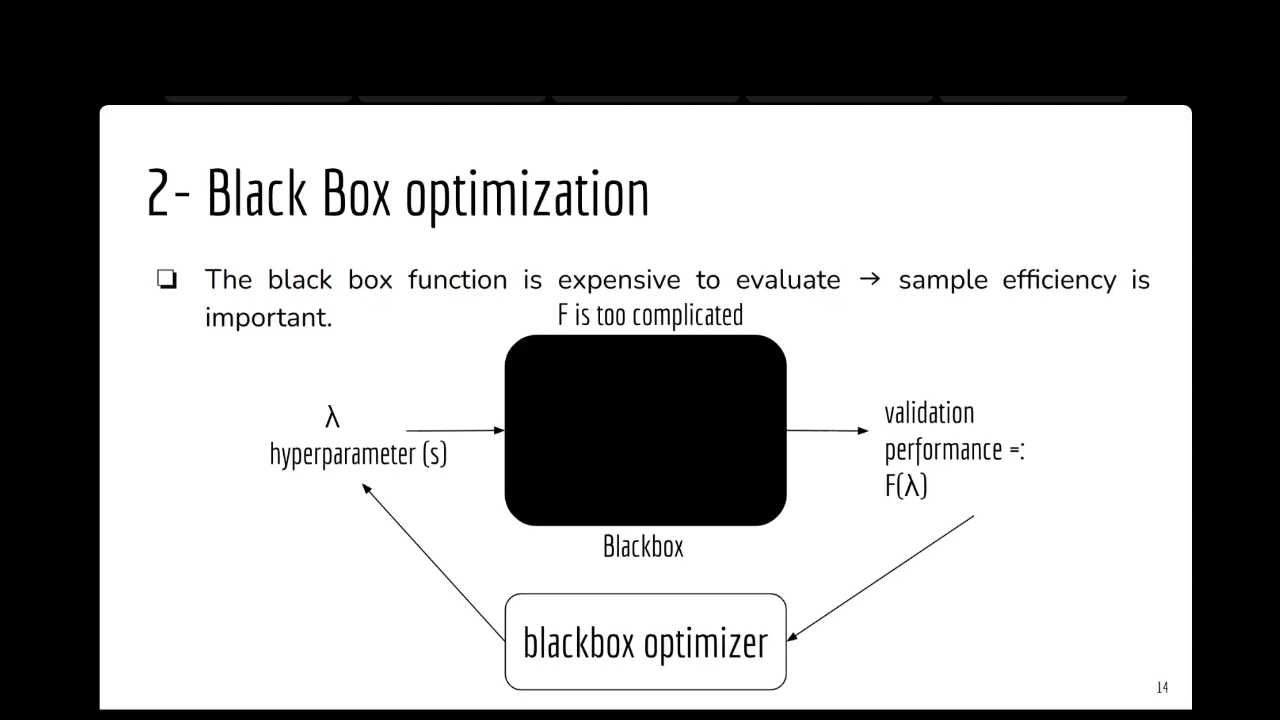 2- Black Box optimization
❏ The black box function is expensive to evaluate → sample efficiency is
important.
F is too complicated
λ
hyperparameter (s)
validation
performance =:
F(λ)
Blackbox
blackbox optimizer
14